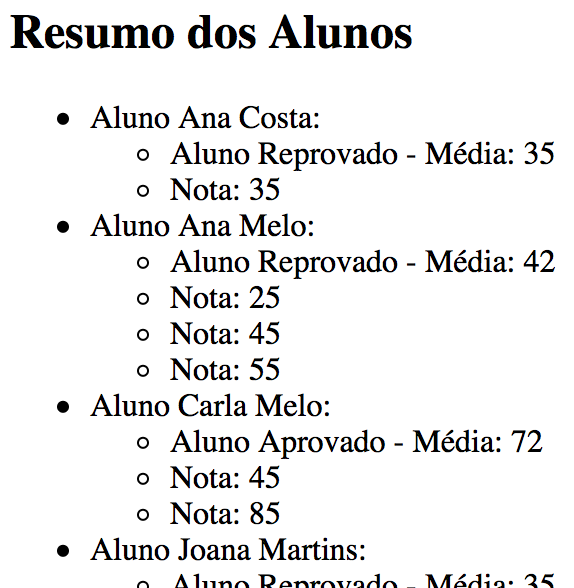 Resumo dos Alunos
Aluno Ana Costa:
Aluno Reprovado - Média: 35
Nota: 35
Aluno Ana Melo:
Aluno Reprovado - Média: 42
Nota: 25
Nota: 45
Nota: 55
Aluno Carla Melo:
Aluno Aprovado - Média: 72
Nota: 45
Nota: 85
Aluno Joana Martins:
Aluno Reprovado - Média: 35